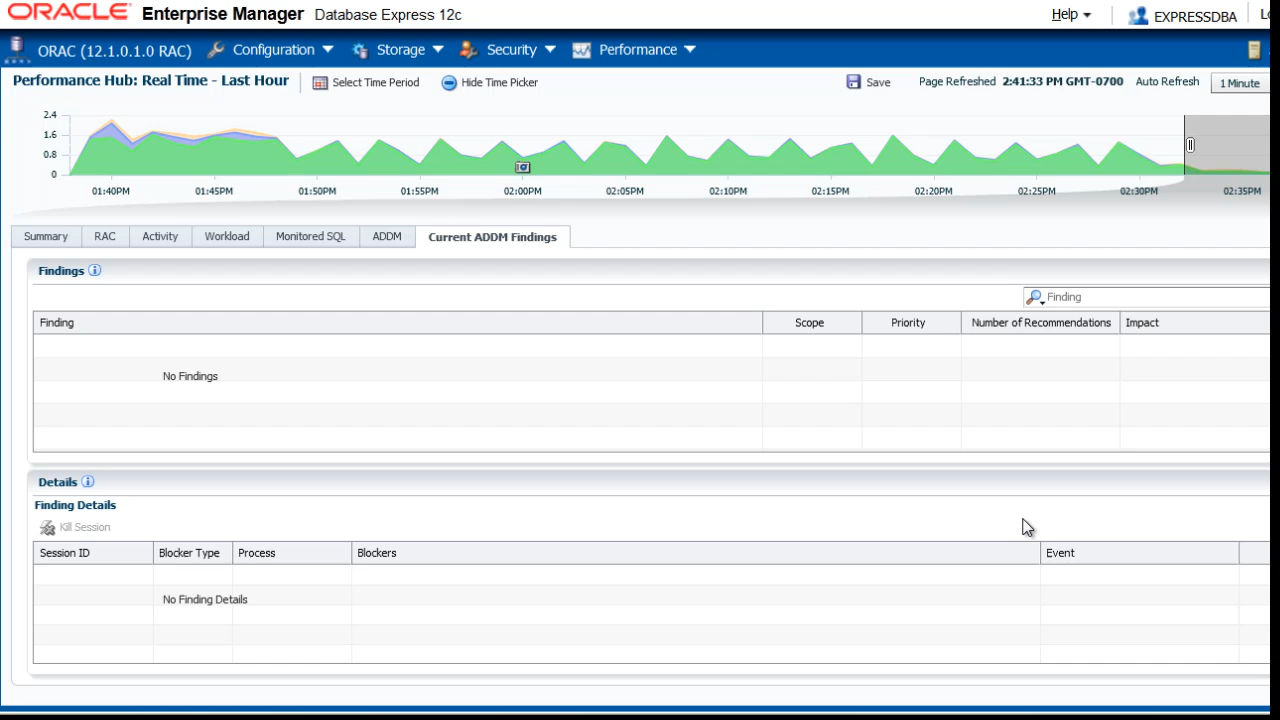 ORACLE Enterprise Manager Database Express 12c Help EXPRESSDBA
ORAC (12.1.0.1.0 RAC) Configuration Storage Security Performance
Performance Hub: Real Time - Last Hour Select Time Period Hide Time Picker Save Page Refreshed 2:41:33 PM GMT-0700 Auto Refresh 1 Minute
2.4
1.6
0.8
0
01:40PM 01:45PM 01:50PM 01:55PM 02:00PM 02:05PM 02:10PM 02:15PM 02:20PM 02:25PM 02:30PM 02:35PM
Summary RAC Activity Workload Monitored SQL ADDM Current ADDM Findings
Findings
Finding
Finding Scope Priority Number of Recommendations Impact
No Findings
Details
Finding Details
Kill Session
Session ID Blocker Type Process Blockers Event
No Finding Details